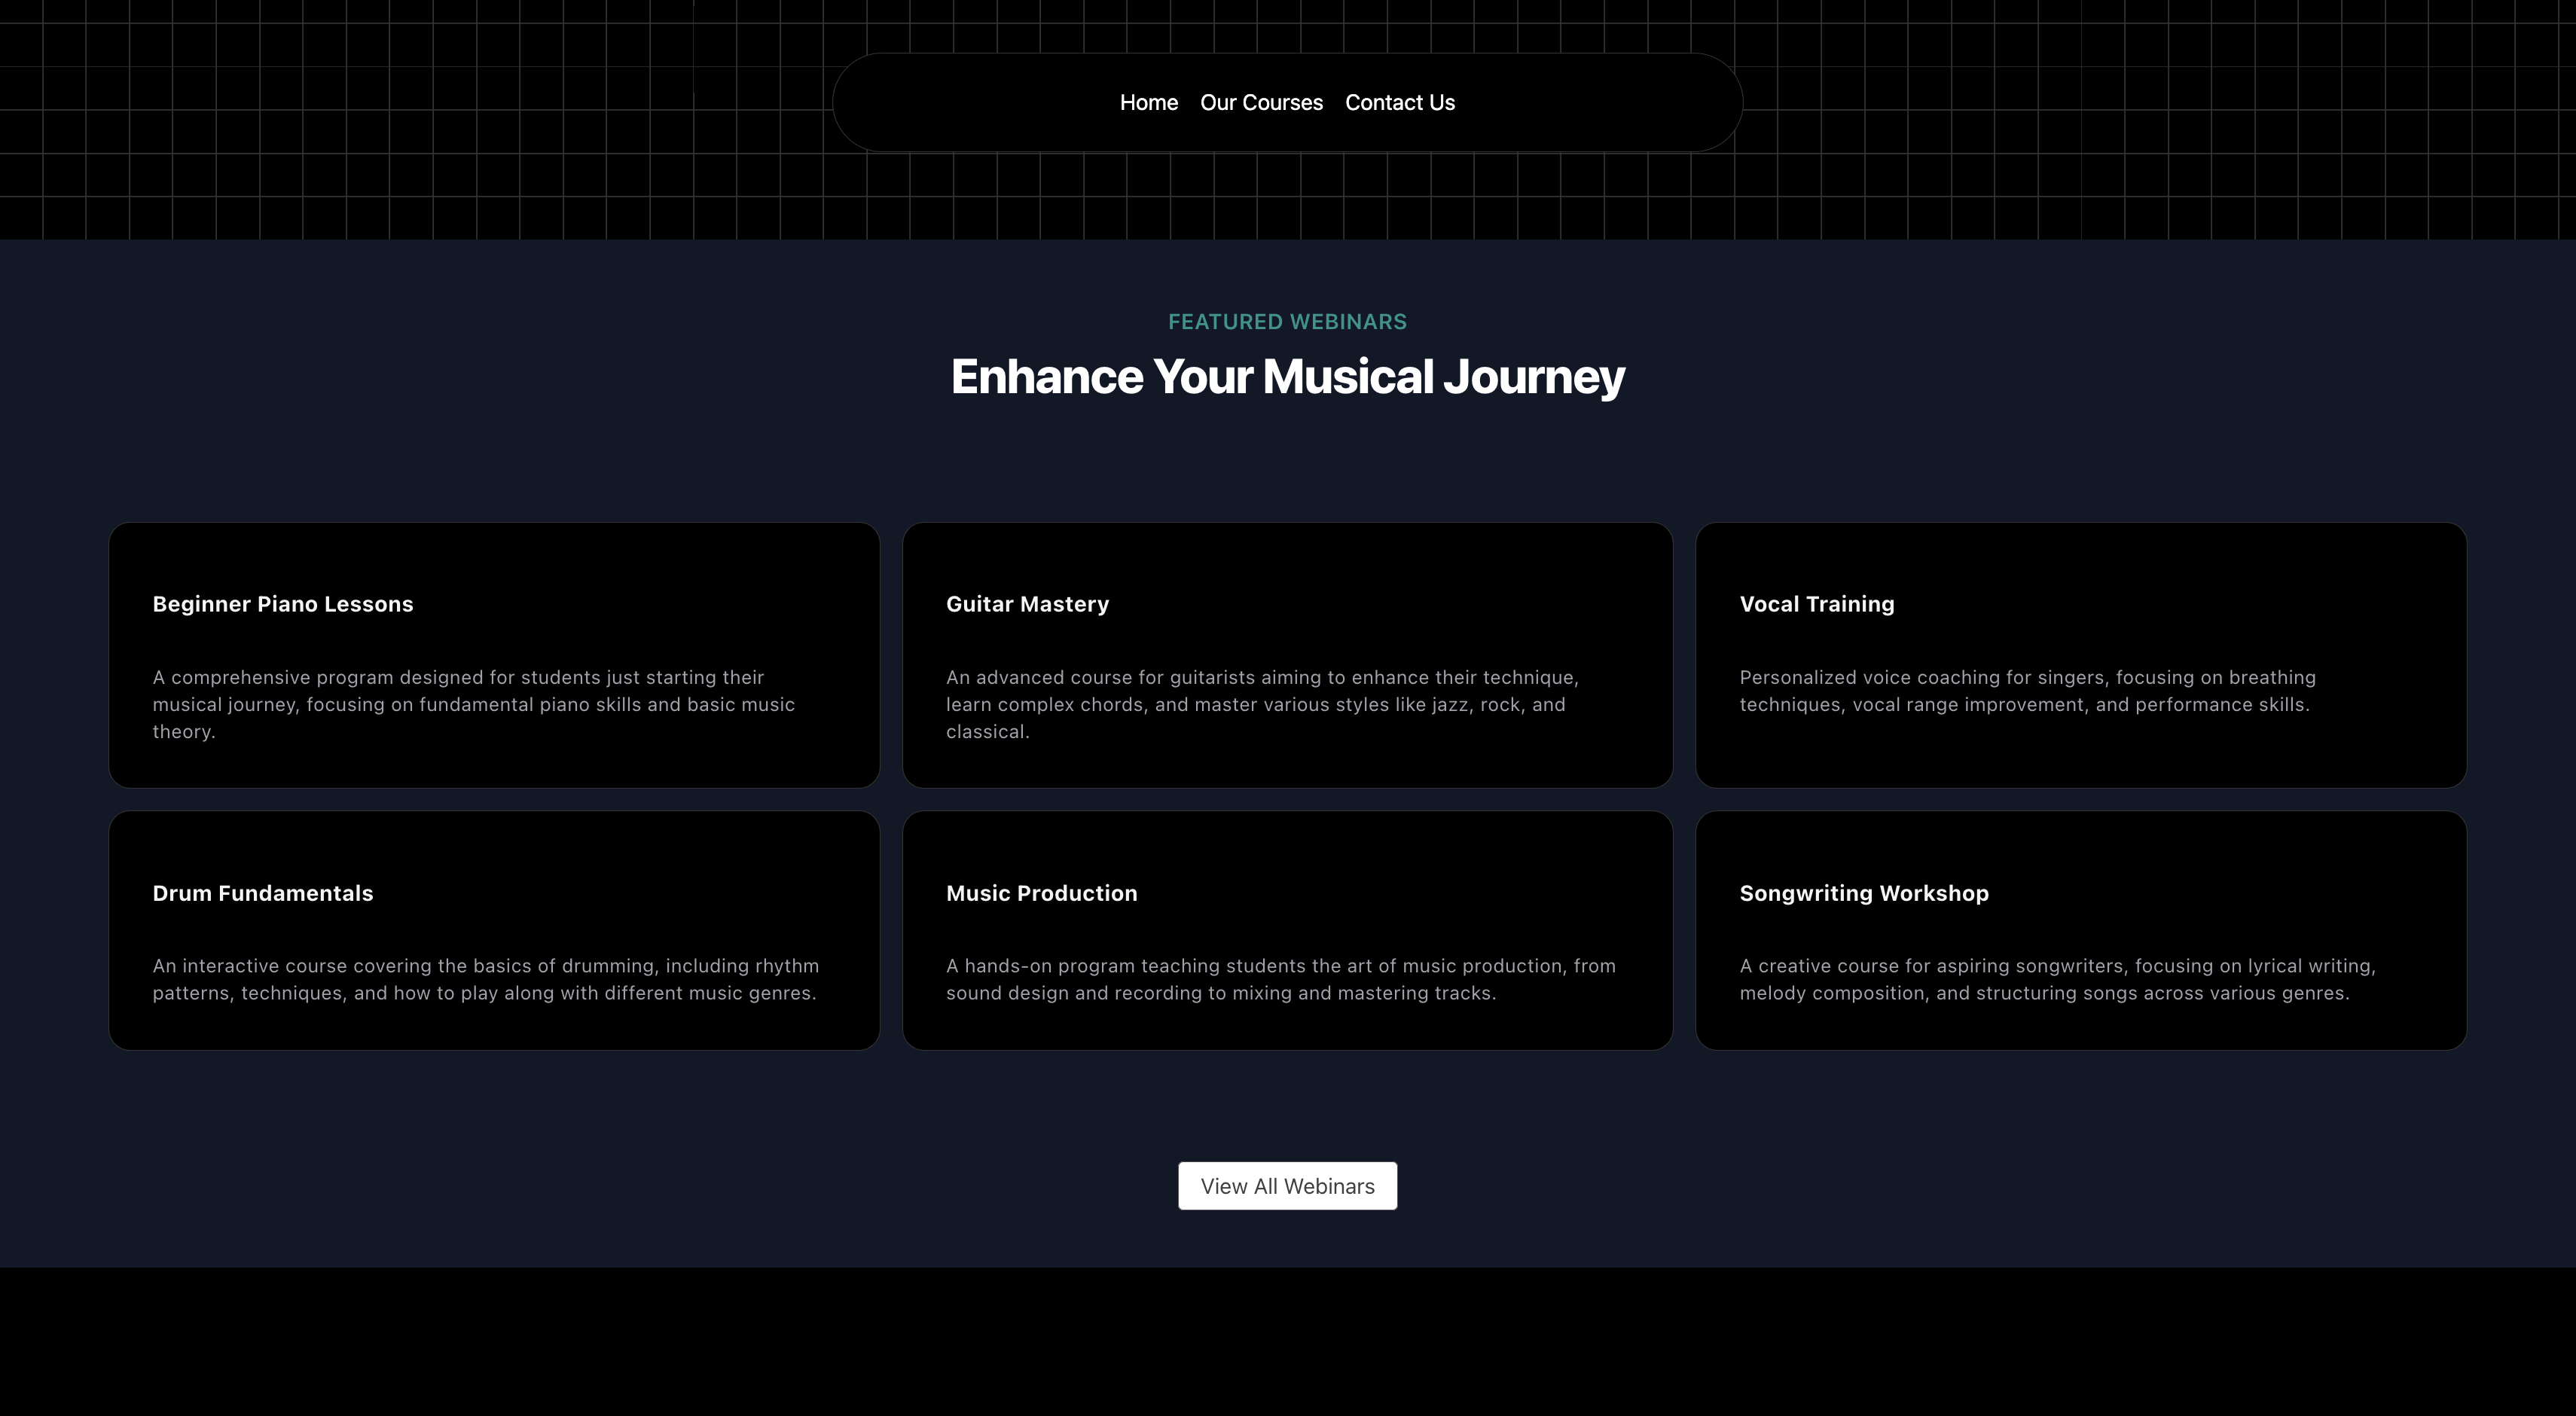 Home Our Courses Contact Us
FEATURED WEBINARS
Enhance Your Musical Journey
Beginner Piano Lessons
A comprehensive program designed for students just starting their
musical journey, focusing on fundamental piano skills and basic music
theory.
Guitar Mastery
An advanced course for guitarists aiming to enhance their technique,
learn complex chords, and master various styles like jazz, rock, and
classical.
Vocal Training
Personalized voice coaching for singers, focusing on breathing
techniques, vocal range improvement, and performance skills.
Drum Fundamentals
An interactive course covering the basics of drumming, including rhythm
patterns, techniques, and how to play along with different music genres.
Music Production
A hands-on program teaching students the art of music production, from
sound design and recording to mixing and mastering tracks.
Songwriting Workshop
A creative course for aspiring songwriters, focusing on lyrical writing,
melody composition, and structuring songs across various genres.
View All Webinars